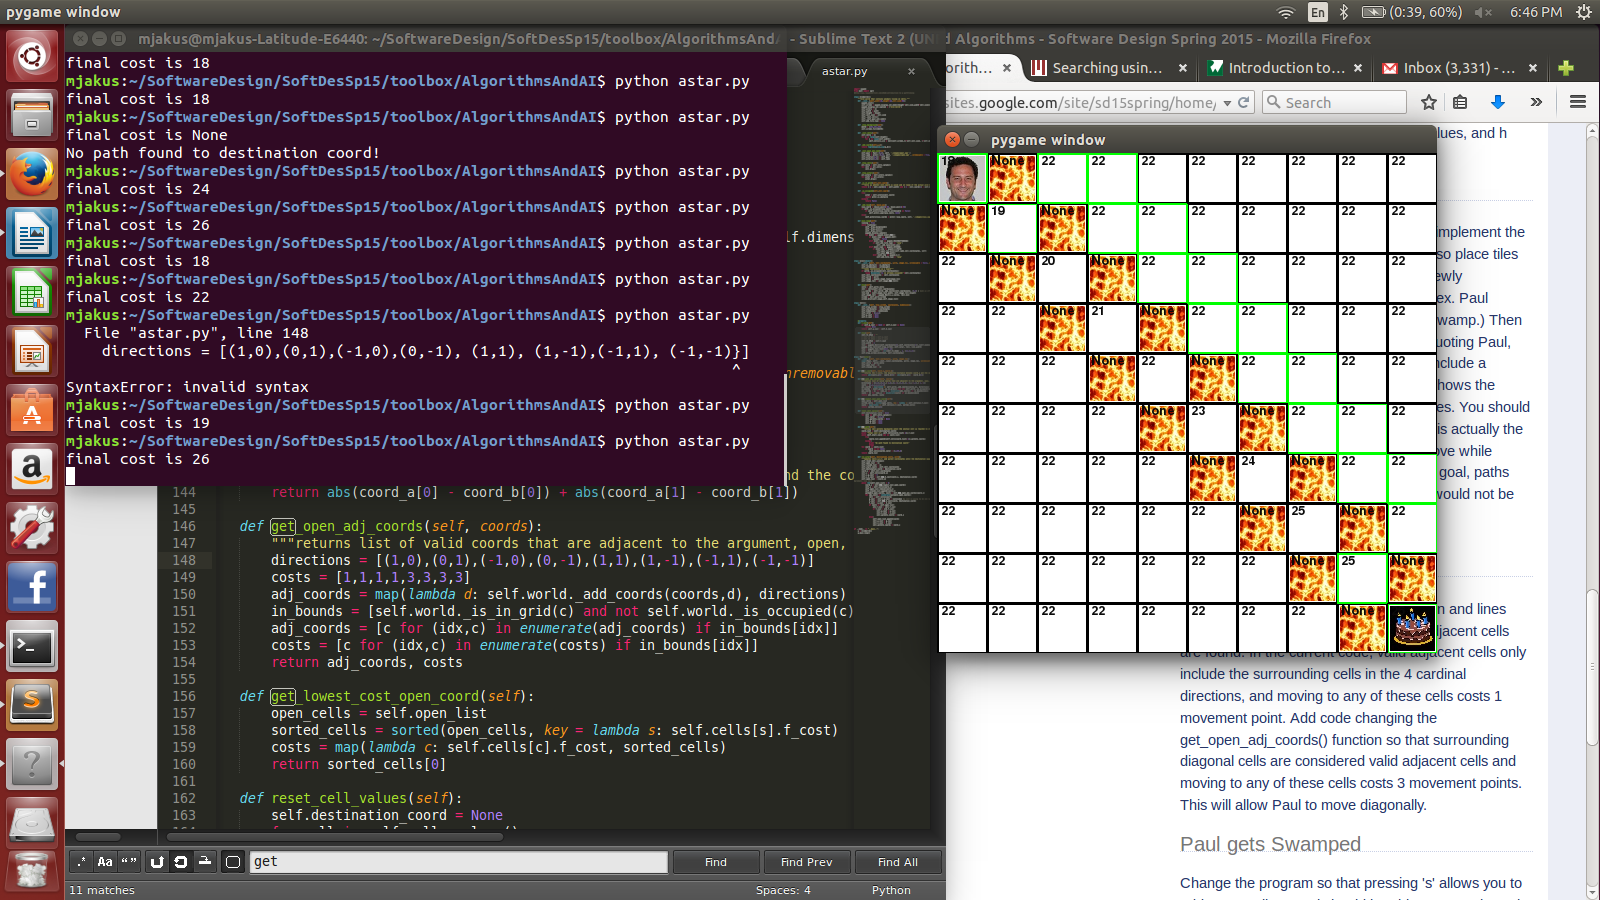 pygame window
En
(0:39, 60%)
6:46 PM
mjakus@mjakus-Latitude-E6440: ~/SoftwareDesign/SoftDesSp15/toolbox/AlgorithmsAnd
- Sublime Text 2 (UN
d Algorithms - Software Design Spring 2015 - Mozilla Firefox
final cost is 18
mjakus:~/SoftwareDesign/SoftDesSp15/toolbox/AlgorithmsAndAI$ python astar.py
final cost is 18
mjakus:~/SoftwareDesign/SoftDesSp15/toolbox/AlgorithmsAndAI$ python astar.py
final cost is None
No path found to destination coord!
mjakus:~/SoftwareDesign/SoftDesSp15/toolbox/AlgorithmsAndAI$ python astar.py
final cost is 24
mjakus:~/SoftwareDesign/SoftDesSp15/toolbox/AlgorithmsAndAI$ python astar.py
final cost is 26
mjakus:~/SoftwareDesign/SoftDesSp15/toolbox/AlgorithmsAndAI$ python astar.py
final cost is 18
mjakus:~/SoftwareDesign/SoftDesSp15/toolbox/AlgorithmsAndAI$ python astar.py
final cost is 22
mjakus:~/SoftwareDesign/SoftDesSp15/toolbox/AlgorithmsAndAI$ python astar.py
File "astar.py", line 148
directions = [(1,0),(0,1),(-1,0),(0,-1), (1,1), (1,-1),(-1,1), (-1,-1)}]
^
SyntaxError: invalid syntax
mjakus:~/SoftwareDesign/SoftDesSp15/toolbox/AlgorithmsAndAI$ python astar.py
final cost is 19
mjakus:~/SoftwareDesign/SoftDesSp15/toolbox/AlgorithmsAndAI$ python astar.py
final cost is 26
astar.py
lf.dimens
nremovabl
nd the co
144 return abs(coord_a[0] - coord_b[0]) + abs(coord_a[1] - coord_b[1])
145
146 def get_open_adj_coords(self, coords):
147 """returns list of valid coords that are adjacent to the argument, open,
148 directions = [(1,0),(0,1),(-1,0),(0,-1),(1,1),(1,-1),(-1,1),(-1,-1)]
149 costs = [1,1,1,1,3,3,3,3]
150 adj_coords = map(lambda d: self.world._add_coords(coords,d), directions)
151 in_bounds = [self.world._is_in_grid(c) and not self.world._is_occupied(c)
152 adj_coords = [c for (idx,c) in enumerate(adj_coords) if in_bounds[idx]]
153 costs = [c for (idx,c) in enumerate(costs) if in_bounds[idx]]
154 return adj_coords, costs
155
156 def get_lowest_cost_open_coord(self):
157 open_cells = self.open_list
158 sorted_cells = sorted(open_cells, key = lambda s: self.cells[s].f_cost)
159 costs = map(lambda c: self.cells[c].f_cost, sorted_cells)
160 return sorted_cells[0]
161
162 def reset_cell_values(self):
163 self.destination_coord = None
.* Aa “”
get
Find
Find Prev
Find All
11 matches
Spaces: 4
Python
orith...
Searching usin...
Introduction to...
Inbox (3,331) - ...
sites.google.com/site/sd15spring/home/
Search
alues, and h
pygame window
None 22 22 22 22 22 22 22 22
None 19 None 22 22 22 22 22 22 22
22 None 20 None 22 22 22 22 22 22
22 22 None 21 None 22 22 22 22 22
22 22 22 None 22 None 22 22 22 22
22 22 22 22 None 23 None 22 22 22
22 22 22 22 22 None 24 None 22 22
22 22 22 22 22 22 None 25 None 22
22 22 22 22 22 22 22 None 25 None
22 22 22 22 22 22 22 22 None
mplement the
so place tiles
ewly
ex. Paul
wamp.) Then
uoting Paul,
nclude a
hows the
es. You should
is actually the
ove while
goal, paths
would not be
n and lines
jacent cells
are found. In the current code, valid adjacent cells only
include the surrounding cells in the 4 cardinal
directions, and moving to any of these cells costs 1
movement point. Add code changing the
get_open_adj_coords() function so that surrounding
diagonal cells are considered valid adjacent cells and
moving to any of these cells costs 3 movement points.
This will allow Paul to move diagonally.
Paul gets Swamped
Change the program so that pressing 's' allows you to